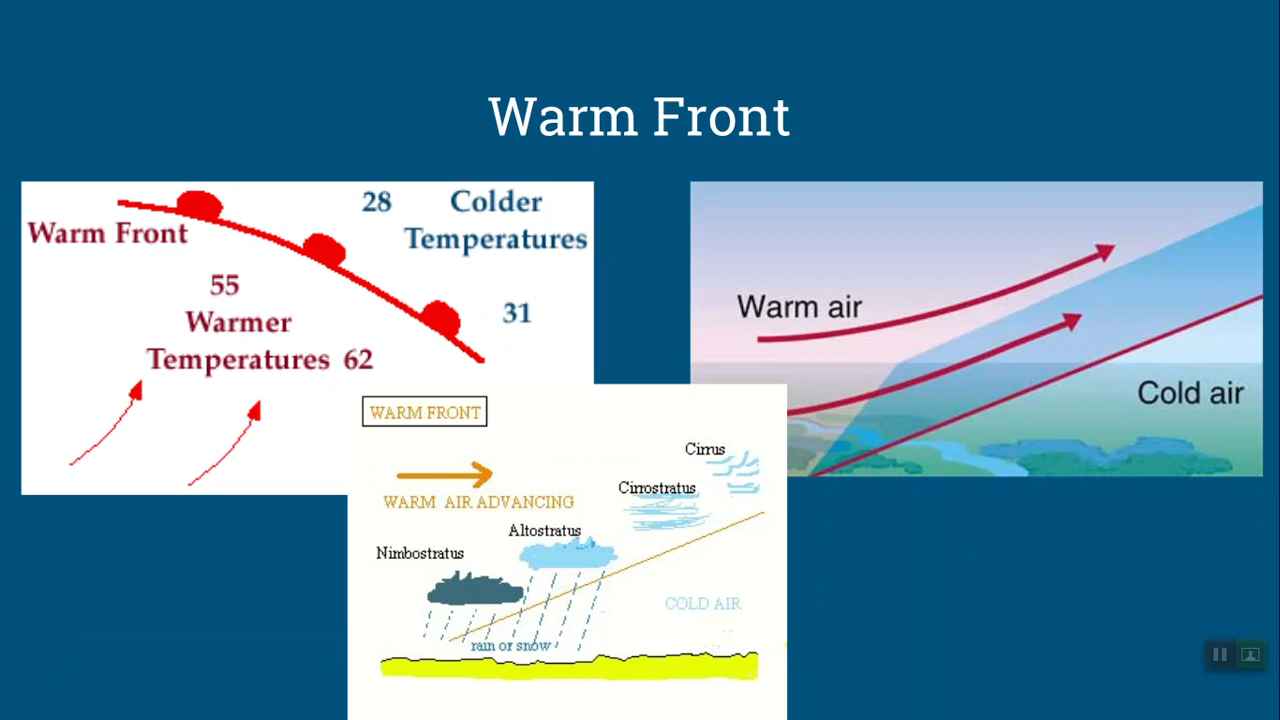 Warm Front
28 Colder
Temperatures
Warm Front
55
Warmer
Temperatures 62
31
Warm air
Cold air
WARM FRONT
WARM AIR ADVANCING
Cirrus
Cirrostratus
Altostratus
Nimbostratus
COLD AIR
rain or snow